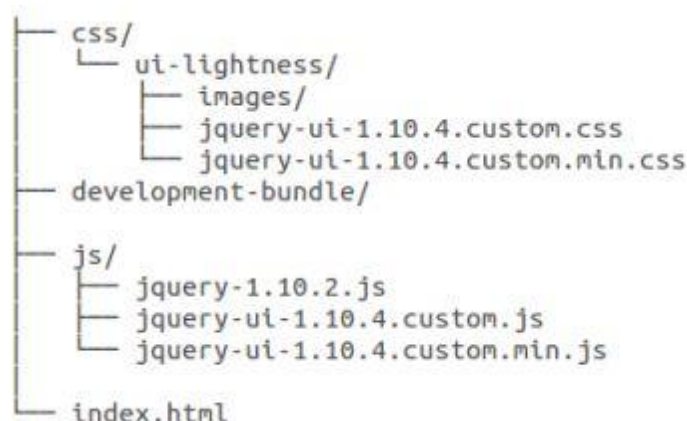 css/
ui-lightness/
images/
jquery-ui-1.10.4.custom.css
jquery-ui-1.10.4.custom.min.css
development-bundle/
js/
jquery-1.10.2.js
jquery-ui-1.10.4.custom.js
jquery-ui-1.10.4.custom.min.js
index.html